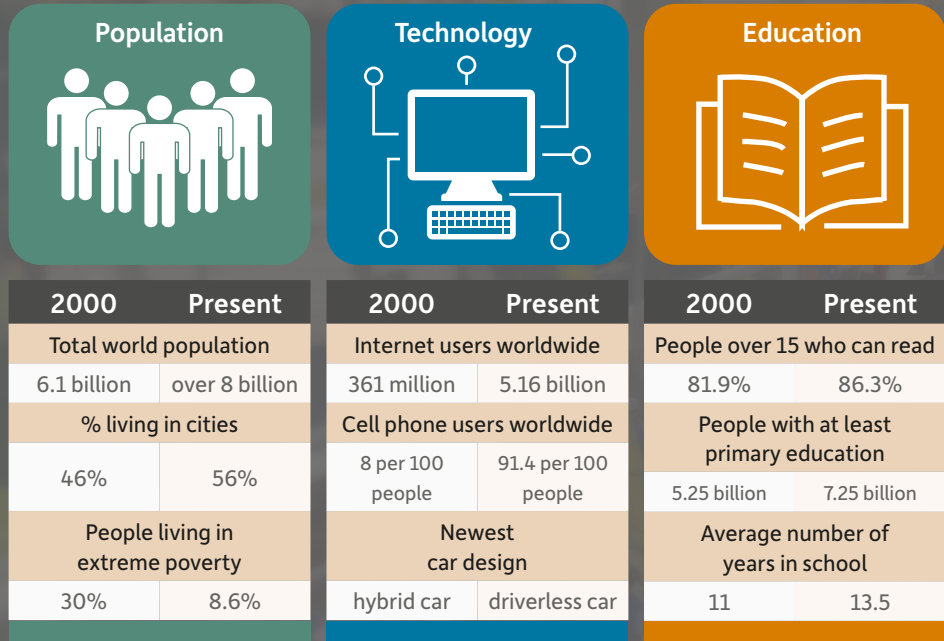 Population
2000 Present
Total world population
6.1 billion over 8 billion
% living in cities
46% 56%
People living in
extreme poverty
30% 8.6%
Technology
2000 Present
Internet users worldwide
361 million 5.16 billion
Cell phone users worldwide
8 per 100
people
91.4 per 100
people
Newest
car design
hybrid car driverless car
Education
2000 Present
People over 15 who can read
81.9% 86.3%
People with at least
primary education
5.25 billion 7.25 billion
Average number of
years in school
11 13.5